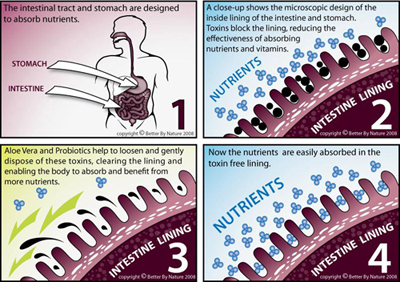 The intestinal tract and stomach are designed
to absorb nutrients.
STOMACH
INTESTINE
1
copyright © Better By Nature 2008
A close-up shows the microscopic design of the
inside lining of the intestine and stomach.
Toxins block the lining, reducing the
effectiveness of absorbing
nutrients and vitamins.
NUTRIENTS
INTESTINE LINING
2
copyright © Better By Nature 2008
Aloe Vera and Probiotics help to loosen and gently
dispose of these toxins, clearing the lining and
enabling the body to absorb and benefit from
more nutrients.
INTESTINE LINING
3
copyright © Better By Nature 2008
Now the nutrients are easily absorbed in the
toxin free lining.
NUTRIENTS
INTESTINE LINING
4
copyright © Better By Nature 2008